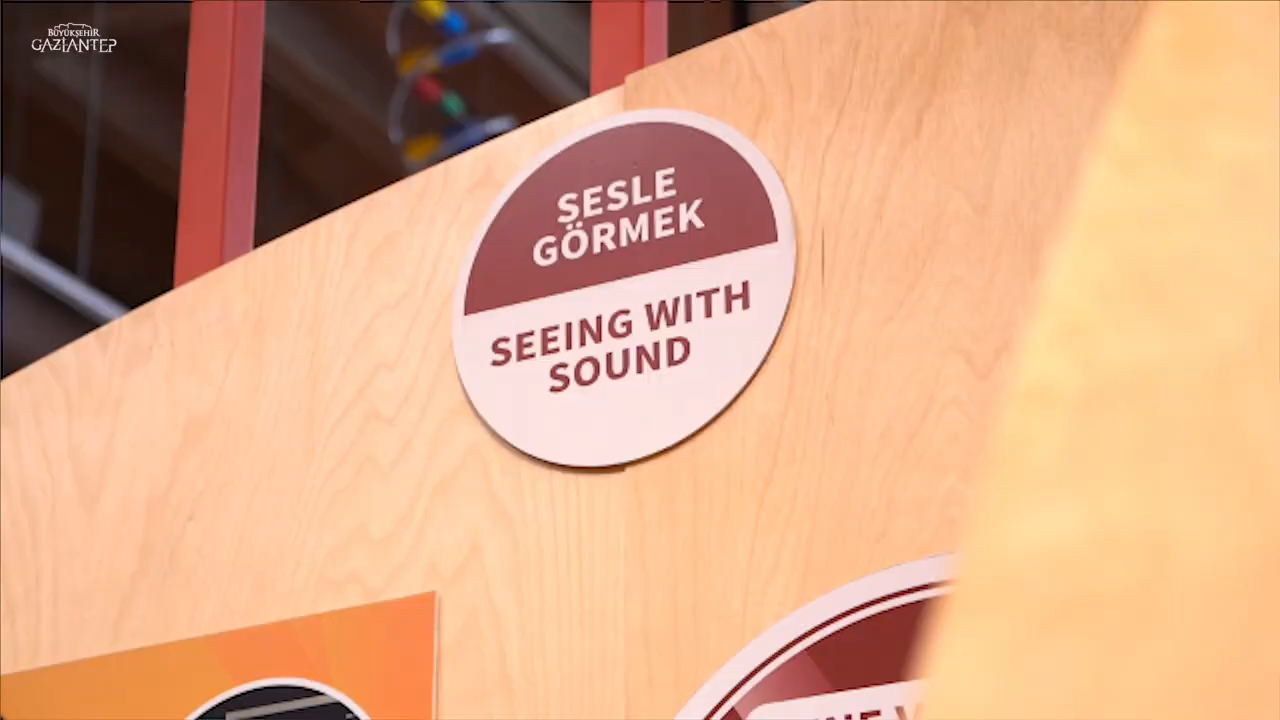 BÜYÜKŞEHİR
GAZİANTEP
SESLE
GÖRMEK
SEEING WITH
SOUND